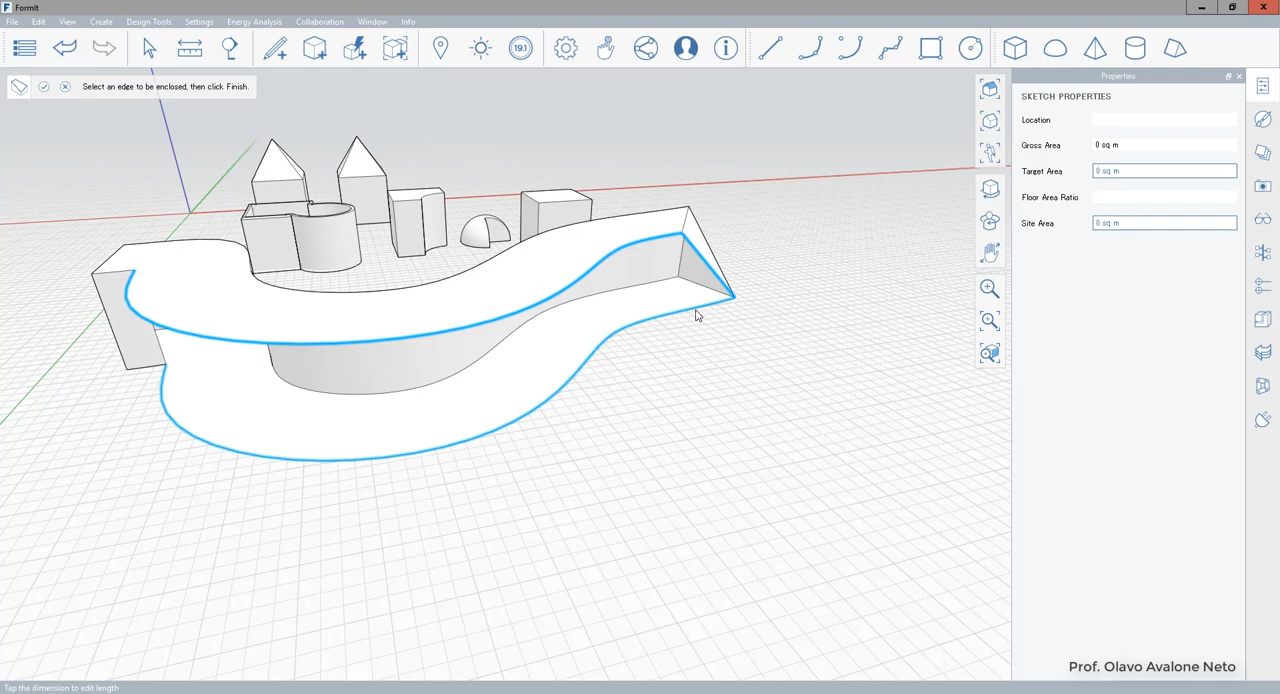 F FormIt
File Edit View Create Design Tools Settings Energy Analysis Collaboration Window Info
19.1
Select an edge to be enclosed, then click Finish.
Properties
SKETCH PROPERTIES
Location
Gross Area 0 sq m
Target Area 0 sq m
Floor Area Ratio
Site Area 0 sq m
Prof. Olavo Avalone Neto
Tap the dimension to edit length